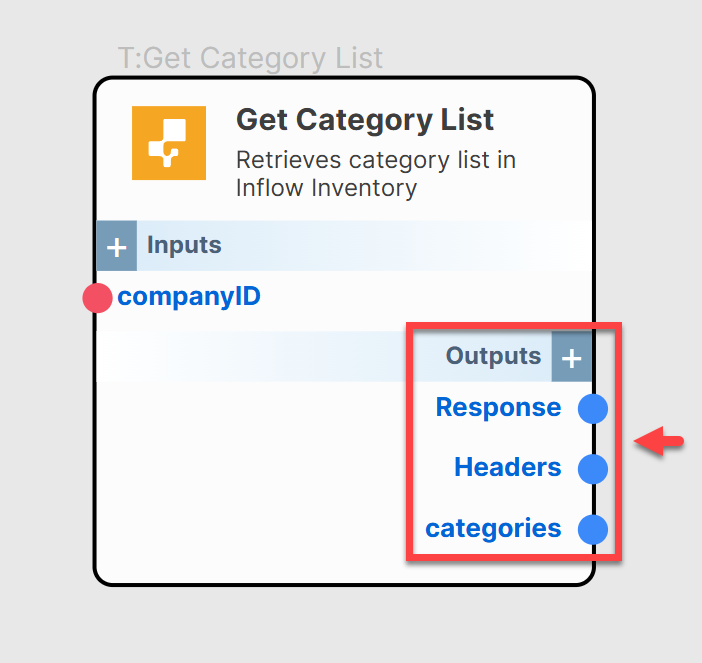 T:Get Category List
Get Category List
Retrieves category list in
Inflow Inventory
+ Inputs
companyID
Outputs +
Response
Headers
categories